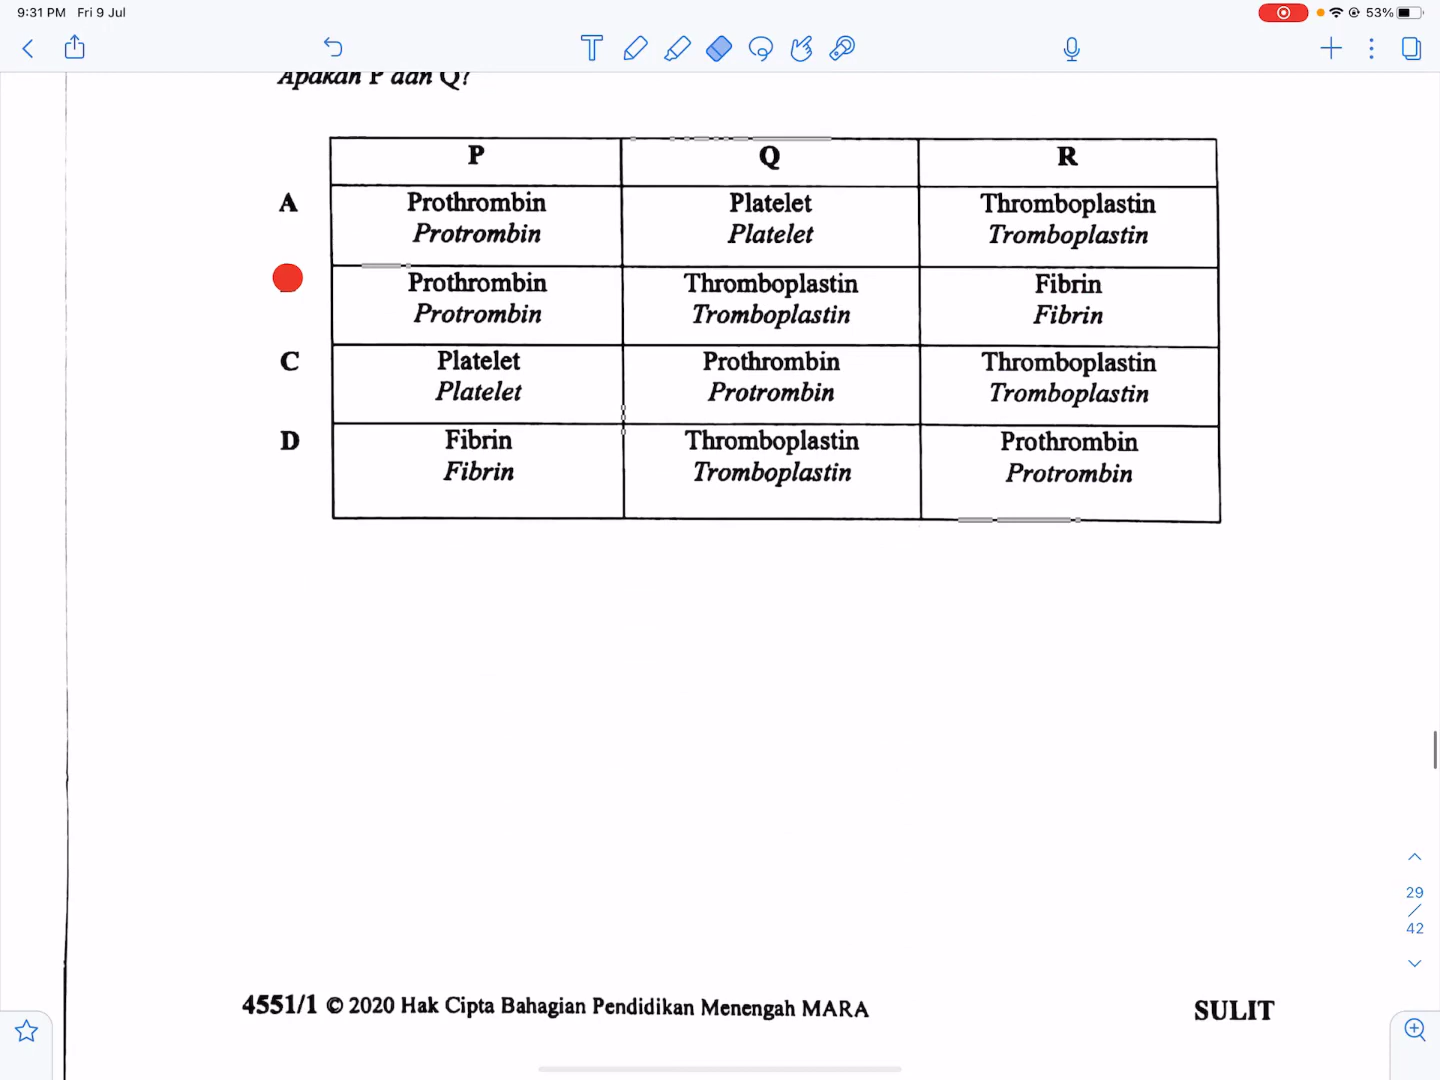 9:31 PM Fri 9 Jul
53%
Apakah P dan Q?
P Q R
A Prothrombin Platelet Thromboplastin
Protrombin Platelet Tromboplastin
Prothrombin Thromboplastin Fibrin
Protrombin Tromboplastin Fibrin
C Platelet Prothrombin Thromboplastin
Platelet Protrombin Tromboplastin
D Fibrin Thromboplastin Prothrombin
Fibrin Tromboplastin Protrombin
29
/
42
4551/1 © 2020 Hak Cipta Bahagian Pendidikan Menengah MARA SULIT